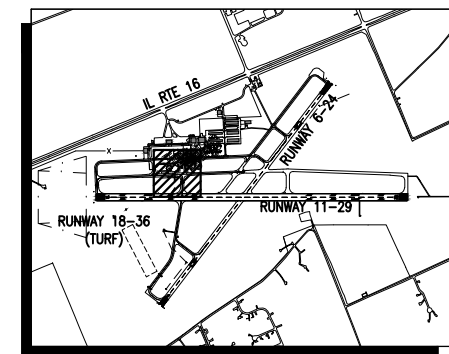 IL RTE 16
RUNWAY 6-24
RUNWAY 18-36
(TURF)
RUNWAY 11-29